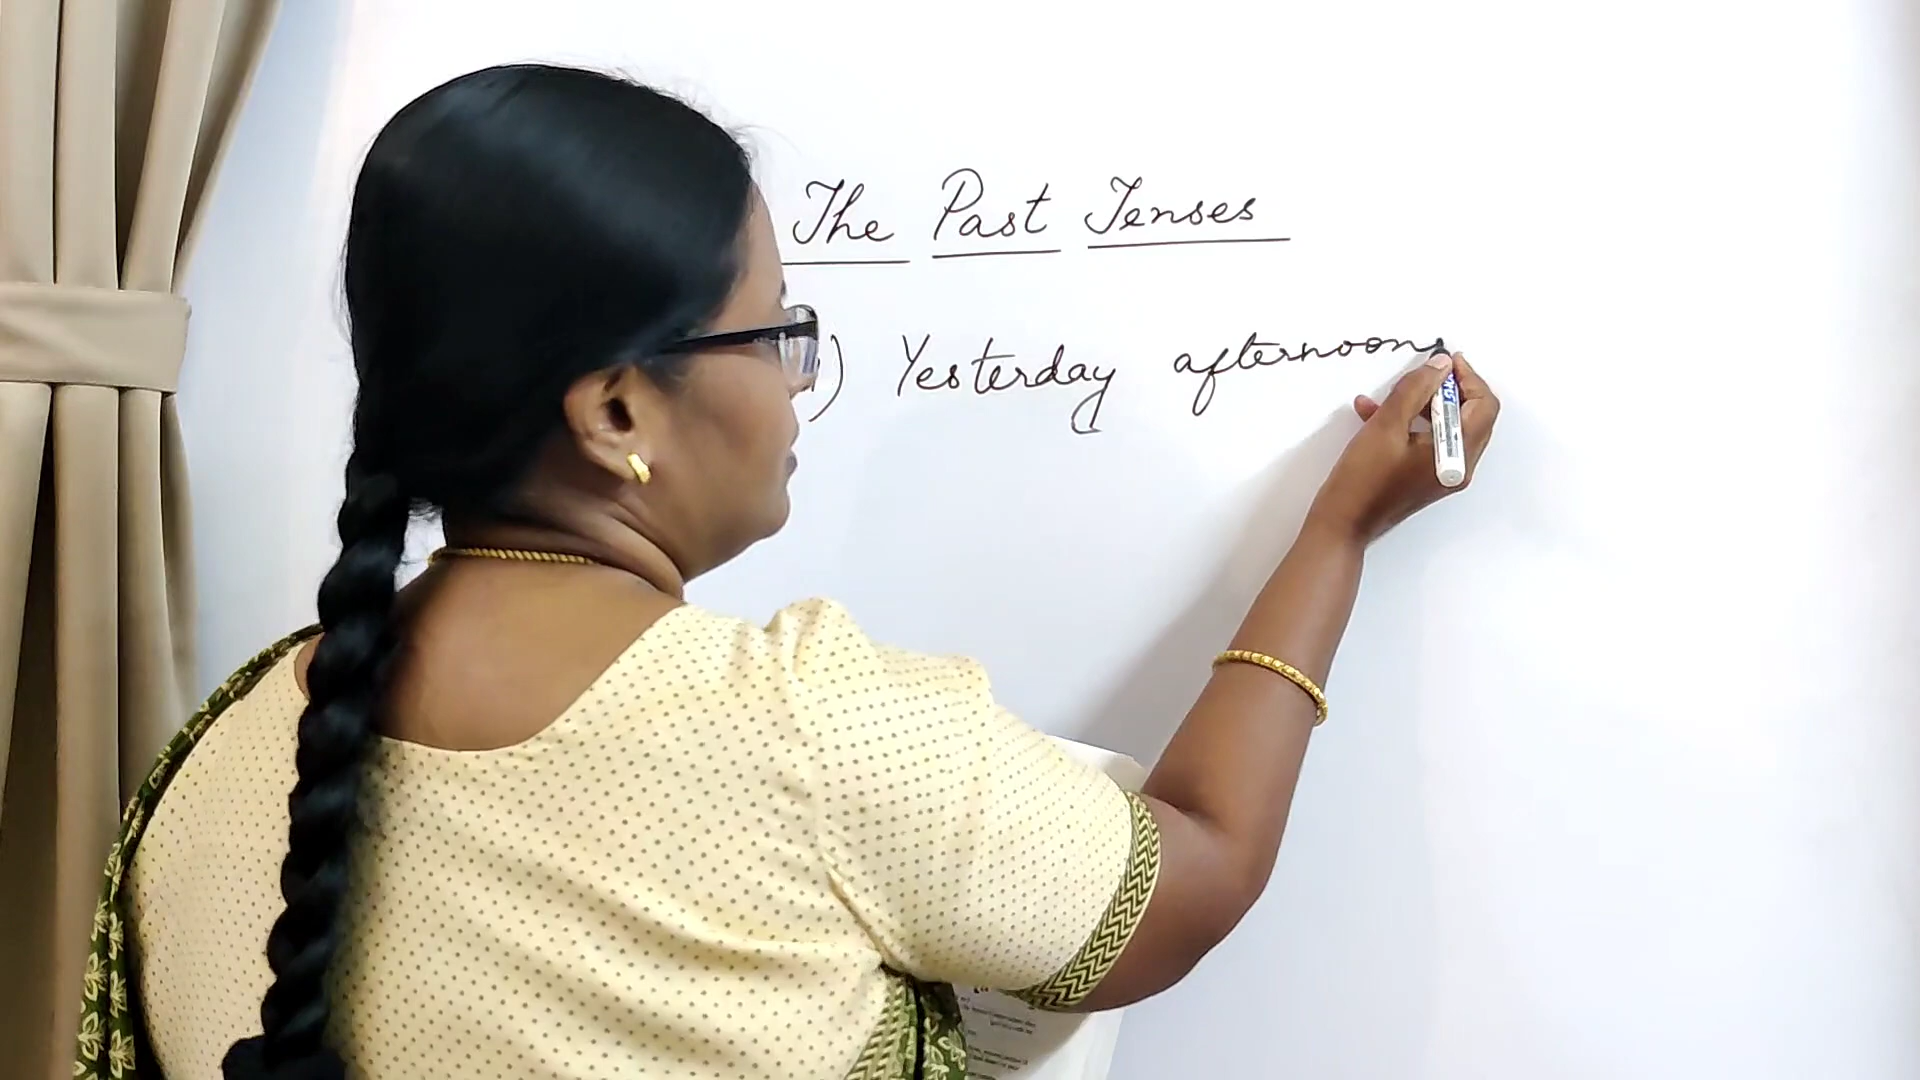 The Past Tenses
) Yesterday afternoon,